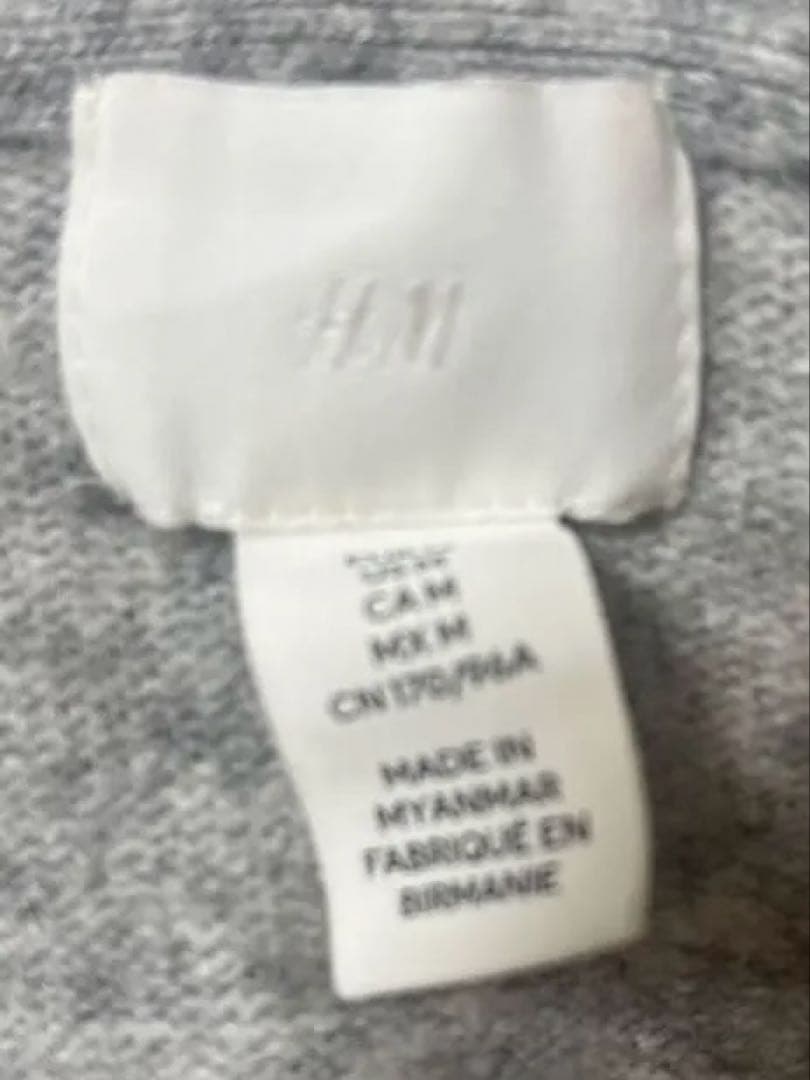 H&M
CA M
MX M
CN 170/96A
MADE IN
MYANMAR
FABRIQUÉ EN
BIRMANIE